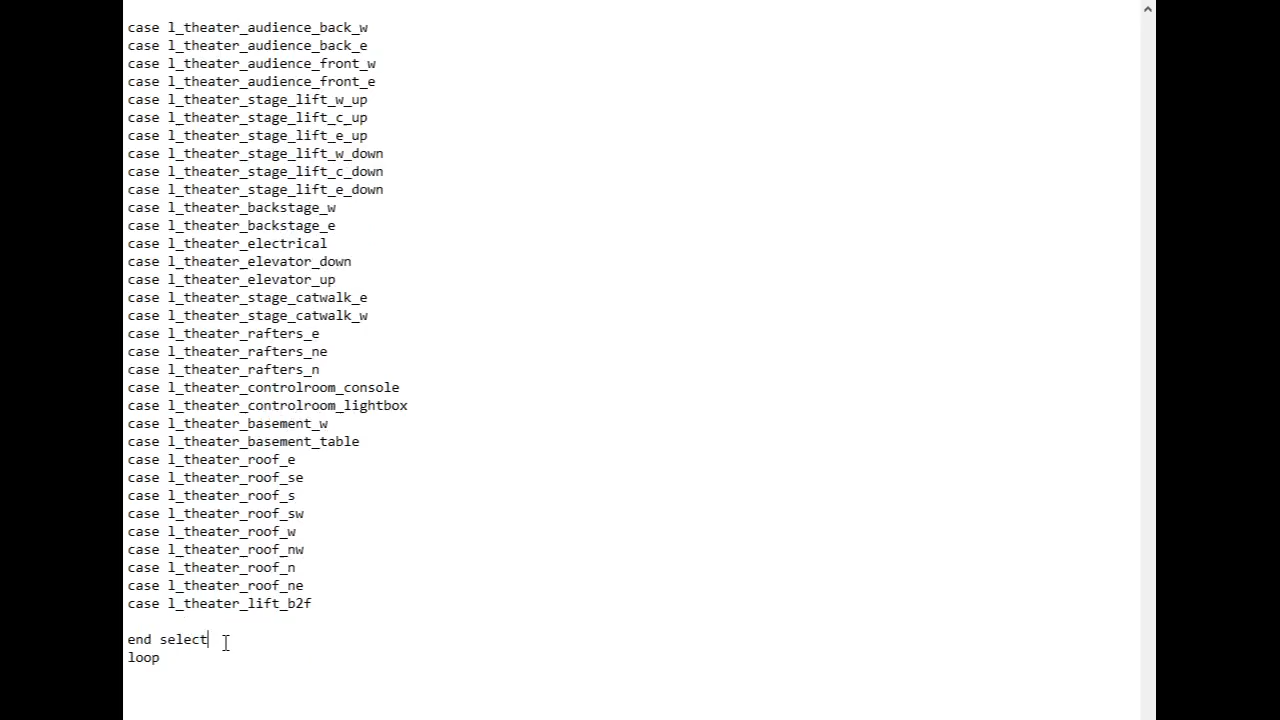 case l_theater_audience_back_w
case l_theater_audience_back_e
case l_theater_audience_front_w
case l_theater_audience_front_e
case l_theater_stage_lift_w_up
case l_theater_stage_lift_c_up
case l_theater_stage_lift_e_up
case l_theater_stage_lift_w_down
case l_theater_stage_lift_c_down
case l_theater_stage_lift_e_down
case l_theater_backstage_w
case l_theater_backstage_e
case l_theater_electrical
case l_theater_elevator_down
case l_theater_elevator_up
case l_theater_stage_catwalk_e
case l_theater_stage_catwalk_w
case l_theater_rafters_e
case l_theater_rafters_ne
case l_theater_rafters_n
case l_theater_controlroom_console
case l_theater_controlroom_lightbox
case l_theater_basement_w
case l_theater_basement_table
case l_theater_roof_e
case l_theater_roof_se
case l_theater_roof_s
case l_theater_roof_sw
case l_theater_roof_w
case l_theater_roof_nw
case l_theater_roof_n
case l_theater_roof_ne
case l_theater_lift_b2f
end select
loop